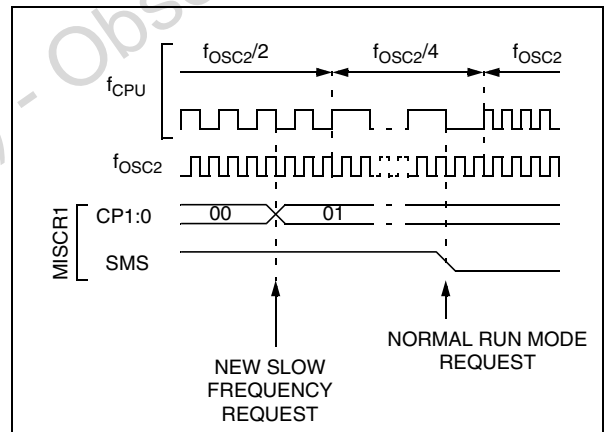 - Obs
fOSC2/2 fOSC2/4 fOSC2
fCPU
fOSC2
MISCR1
CP1:0 00 01
SMS
NEW SLOW
FREQUENCY
REQUEST
NORMAL RUN MODE
REQUEST